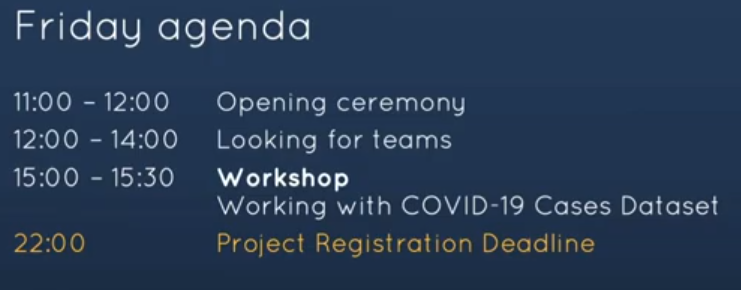 Friday agenda
11:00 – 12:00 Opening ceremony
12:00 – 14:00 Looking for teams
15:00 – 15:30 Workshop
Working with COVID-19 Cases Dataset
22:00 Project Registration Deadline